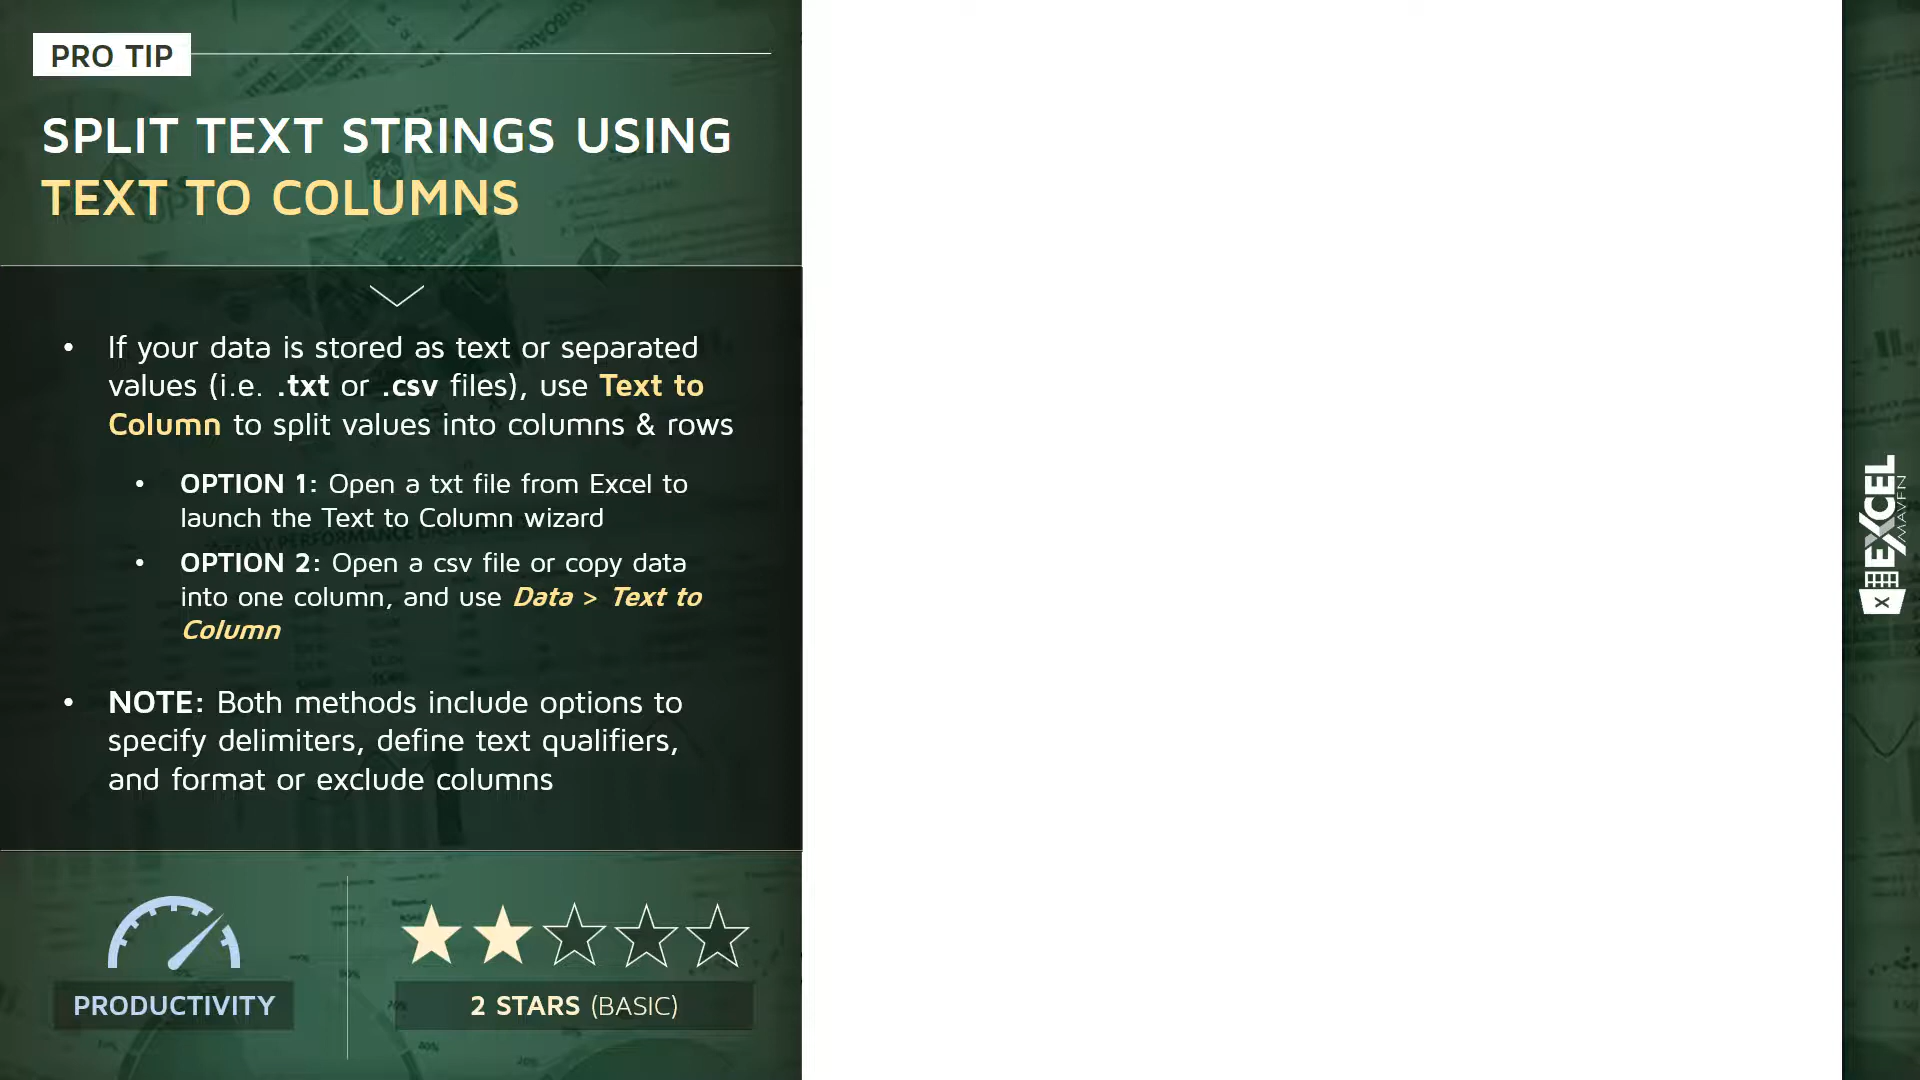 PRO TIP
SPLIT TEXT STRINGS USING
TEXT TO COLUMNS
• If your data is stored as text or separated
values (i.e. .txt or .csv files), use Text to
Column to split values into columns & rows
• OPTION 1: Open a txt file from Excel to
launch the Text to Column wizard
• OPTION 2: Open a csv file or copy data
into one column, and use Data > Text to
Column
• NOTE: Both methods include options to
specify delimiters, define text qualifiers,
and format or exclude columns
PRODUCTIVITY
2 STARS (BASIC)
X
EXCEL
MAVEN